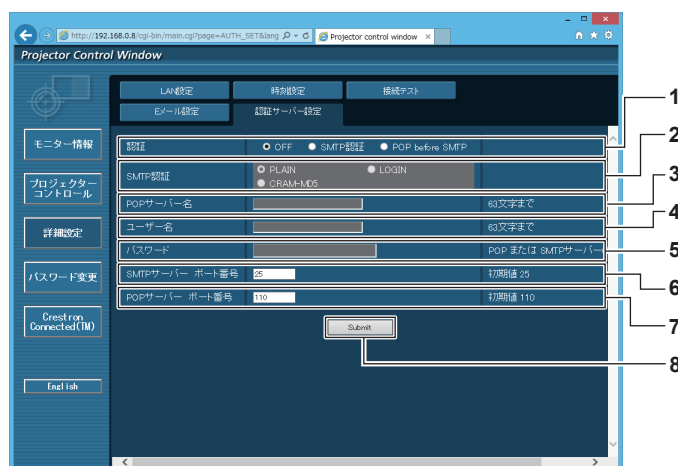 http://192.168.0.8/cgi-bin/main.cgi?page=AUTH_SET&lang
Projector control window
Projector Control Window
LAN設定 時刻設定 接続テスト
Eメール設定 認証サーバー設定
モニター情報
プロジェクター
コントロール
詳細設定
パスワード変更
Crestron
Connected(TM)
English
認証 OFF SMTP認証 POP before SMTP
SMTP認証 PLAIN LOGIN
CRAM-MD5
POPサーバー名 63文字まで
ユーザー名 63文字まで
パスワード POP または SMTPサーバー
SMTPサーバー ポート番号 25 初期値 25
POPサーバー ポート番号 110 初期値 110
Submit
1
2
3
4
5
6
7
8